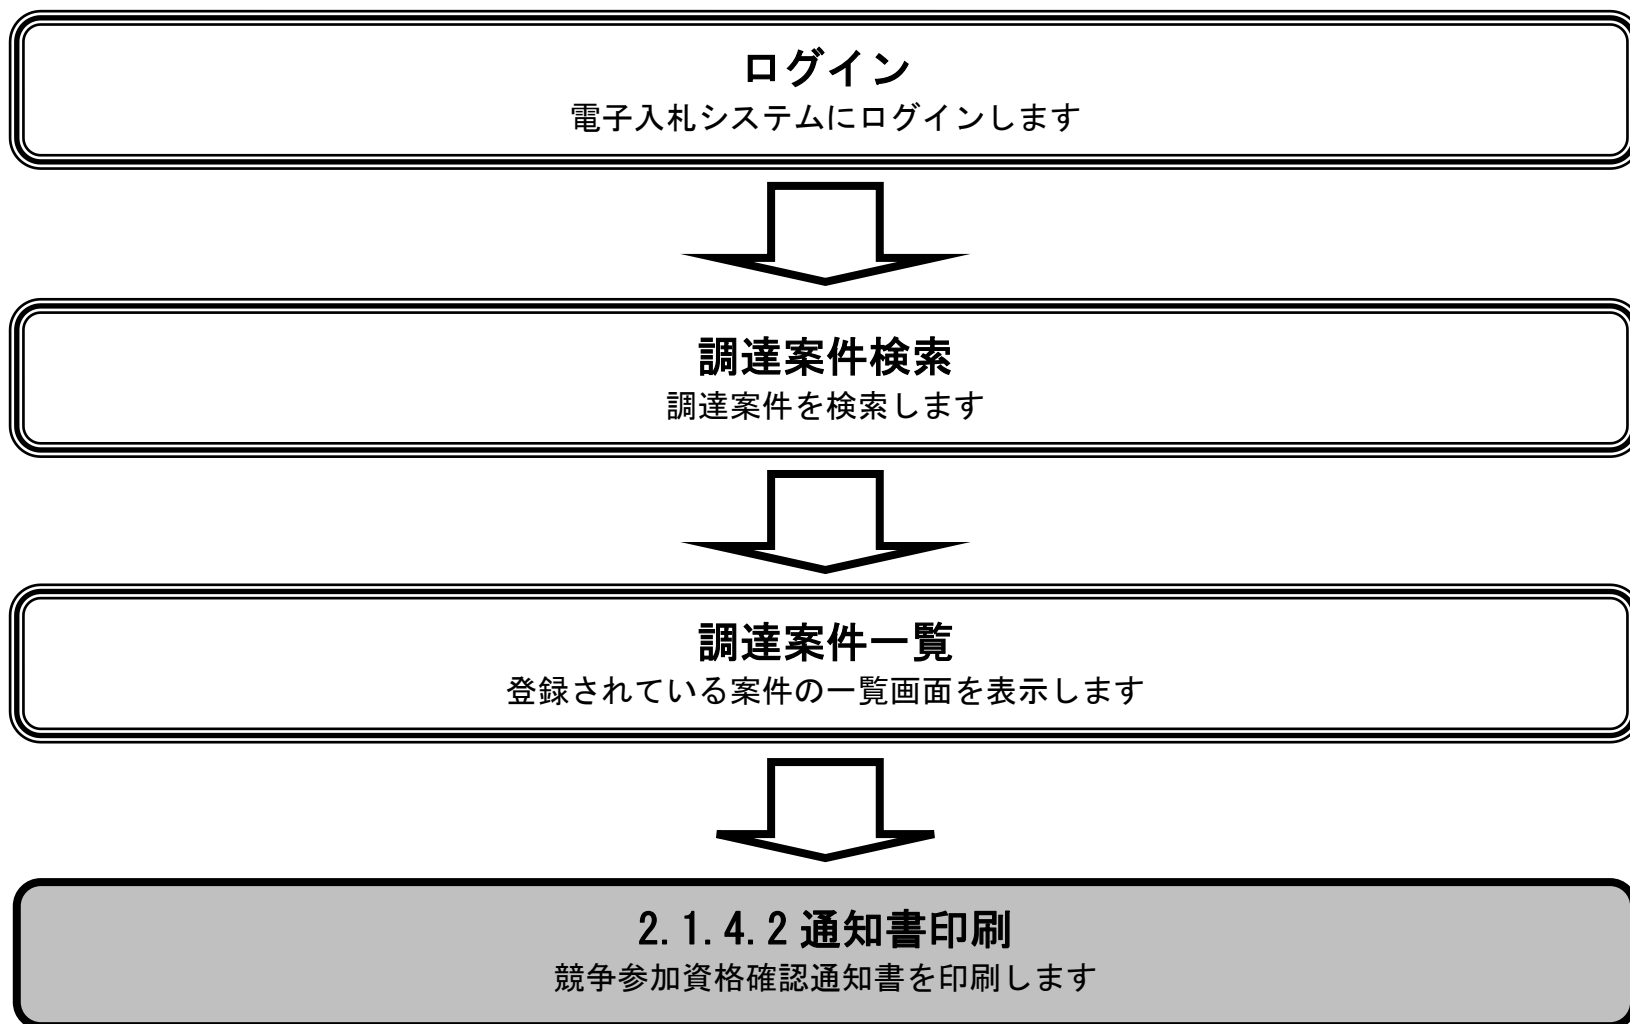 ログイン
電子入札システムにログインします
調達案件検索
調達案件を検索します
調達案件一覧
登録されている案件の一覧画面を表示します
2.1.4.2 通知書印刷
競争参加資格確認通知書を印刷します